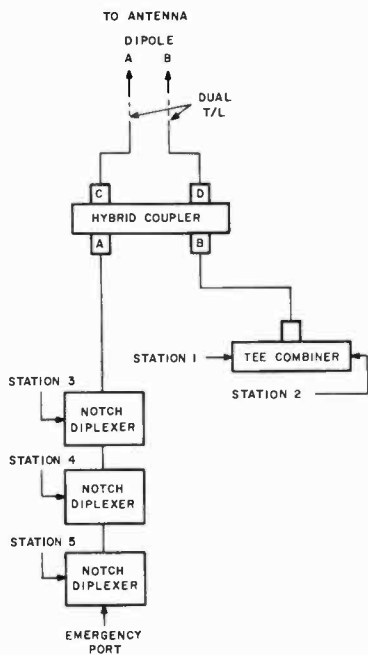 TO ANTENNA
DIPOLE
A B
DUAL
T/L
C D
HYBRID COUPLER
A B
STATION 1
TEE COMBINER
STATION 2
STATION 3
NOTCH
DIPLEXER
STATION 4
NOTCH
DIPLEXER
STATION 5
NOTCH
DIPLEXER
EMERGENCY
PORT